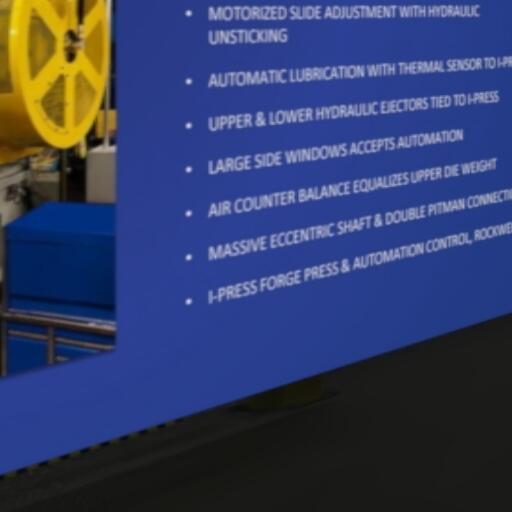 • MOTORIZED SLIDE ADJUSTMENT WITH HYDRAULIC
UNSTICKING
• AUTOMATIC LUBRICATION WITH THERMAL SENSOR TO
• UPPER & LOWER HYDRAULIC EJECTORS TIED TO I-PRESS
• LARGE SIDE WINDOWS ACCEPTS AUTOMATION
• AIR COUNTER BALANCE EQUALIZES UPPER DIE WEIGHT
• MASSIVE ECCENTRIC SHAFT & DOUBLE PITMAN
• I-PRESS FORGE PRESS & AUTOMATION CONTROL,